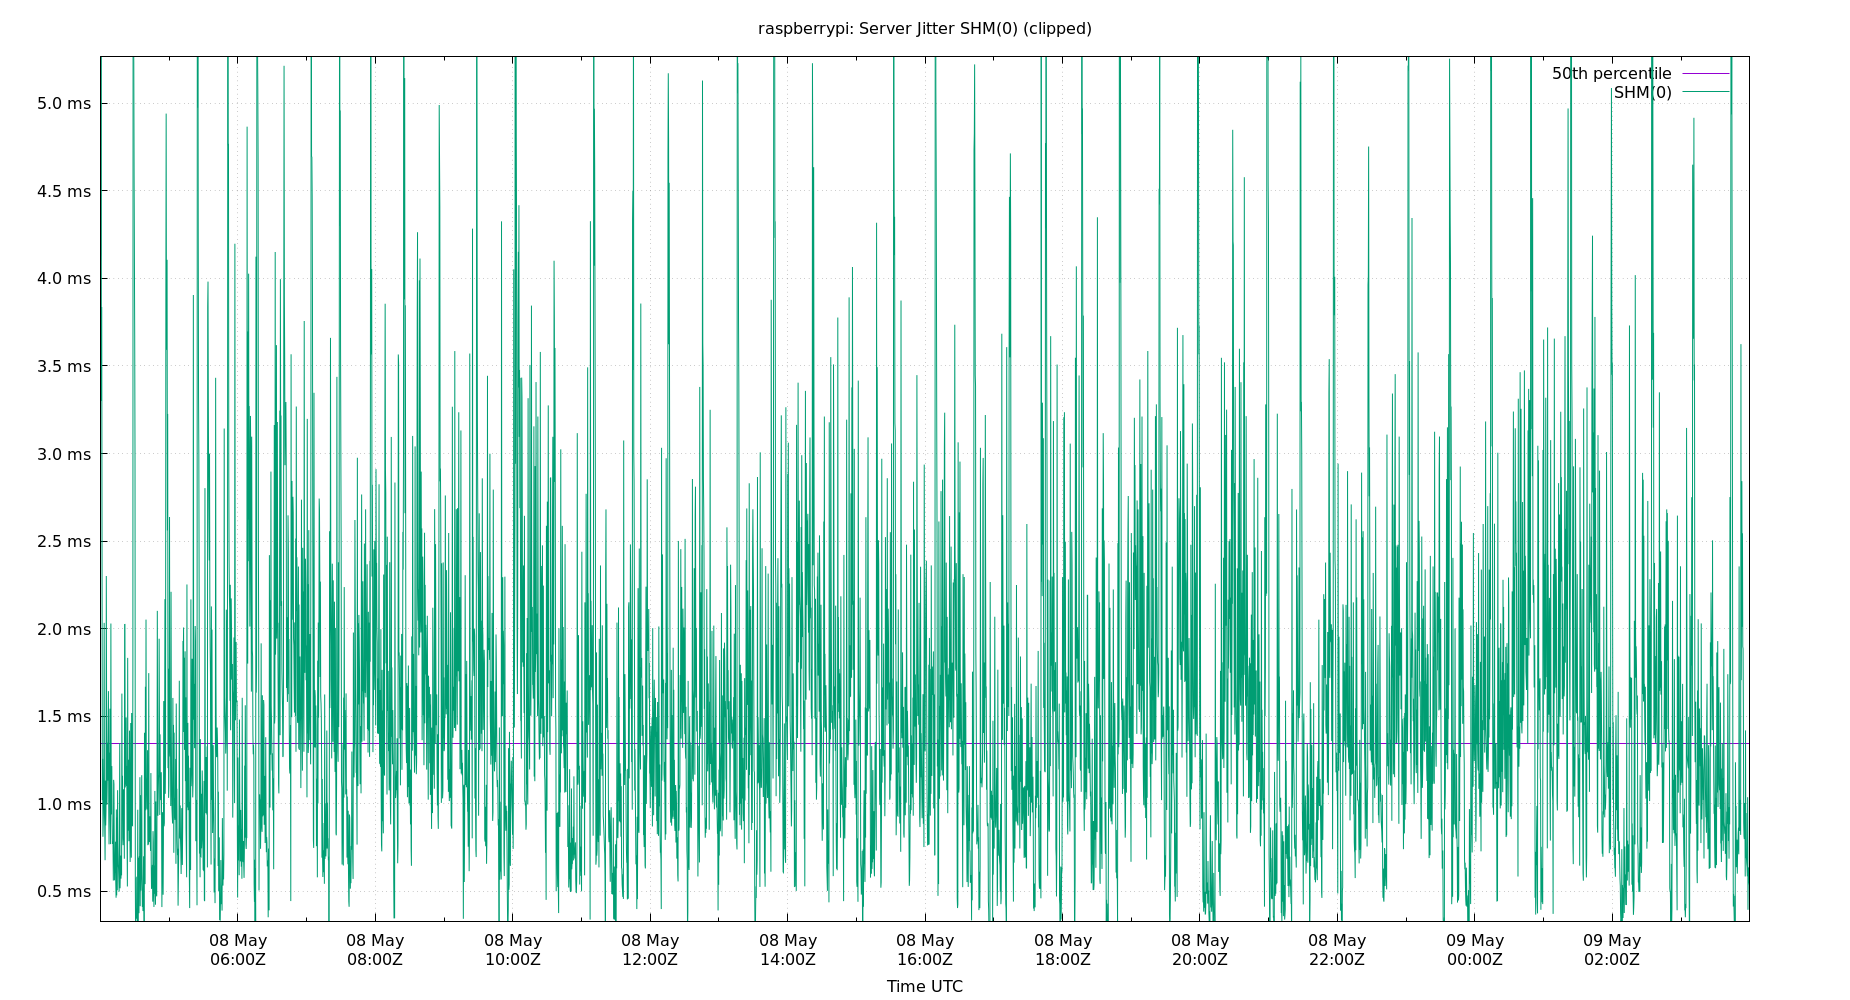 raspberrypi: Server Jitter SHM(0) (clipped)
50th percentile
SHM(0)
5.0 ms
4.5 ms
4.0 ms
3.5 ms
3.0 ms
2.5 ms
2.0 ms
1.5 ms
1.0 ms
0.5 ms
08 May 08 May 08 May 08 May 08 May 08 May 08 May 08 May 08 May 09 May 09 May
06:00Z 08:00Z 10:00Z 12:00Z 14:00Z 16:00Z 18:00Z 20:00Z 22:00Z 00:00Z 02:00Z
Time UTC